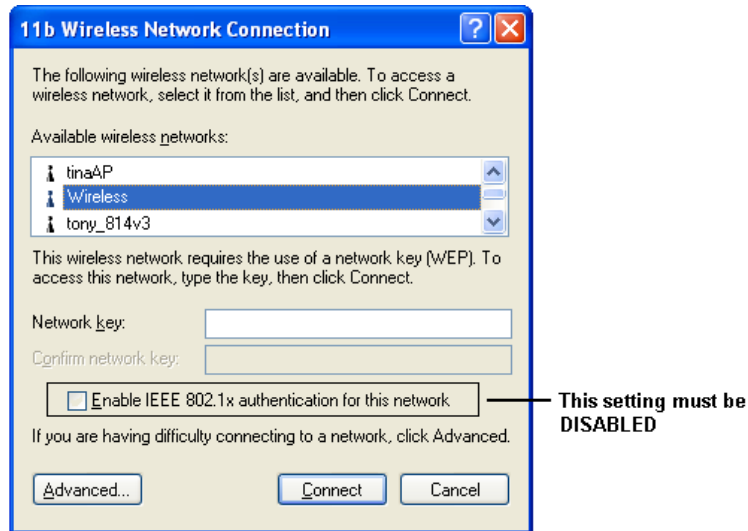 11b Wireless Network Connection
The following wireless network(s) are available. To access a
wireless network, select it from the list, and then click Connect.
Available wireless networks:
tinaAP
Wireless
tony_814v3
This wireless network requires the use of a network key (WEP). To
access this network, type the key, then click Connect.
Network key:
Confirm network key:
Enable IEEE 802.1x authentication for this network
This setting must be
DISABLED
If you are having difficulty connecting to a network, click Advanced.
Advanced...
Connect
Cancel